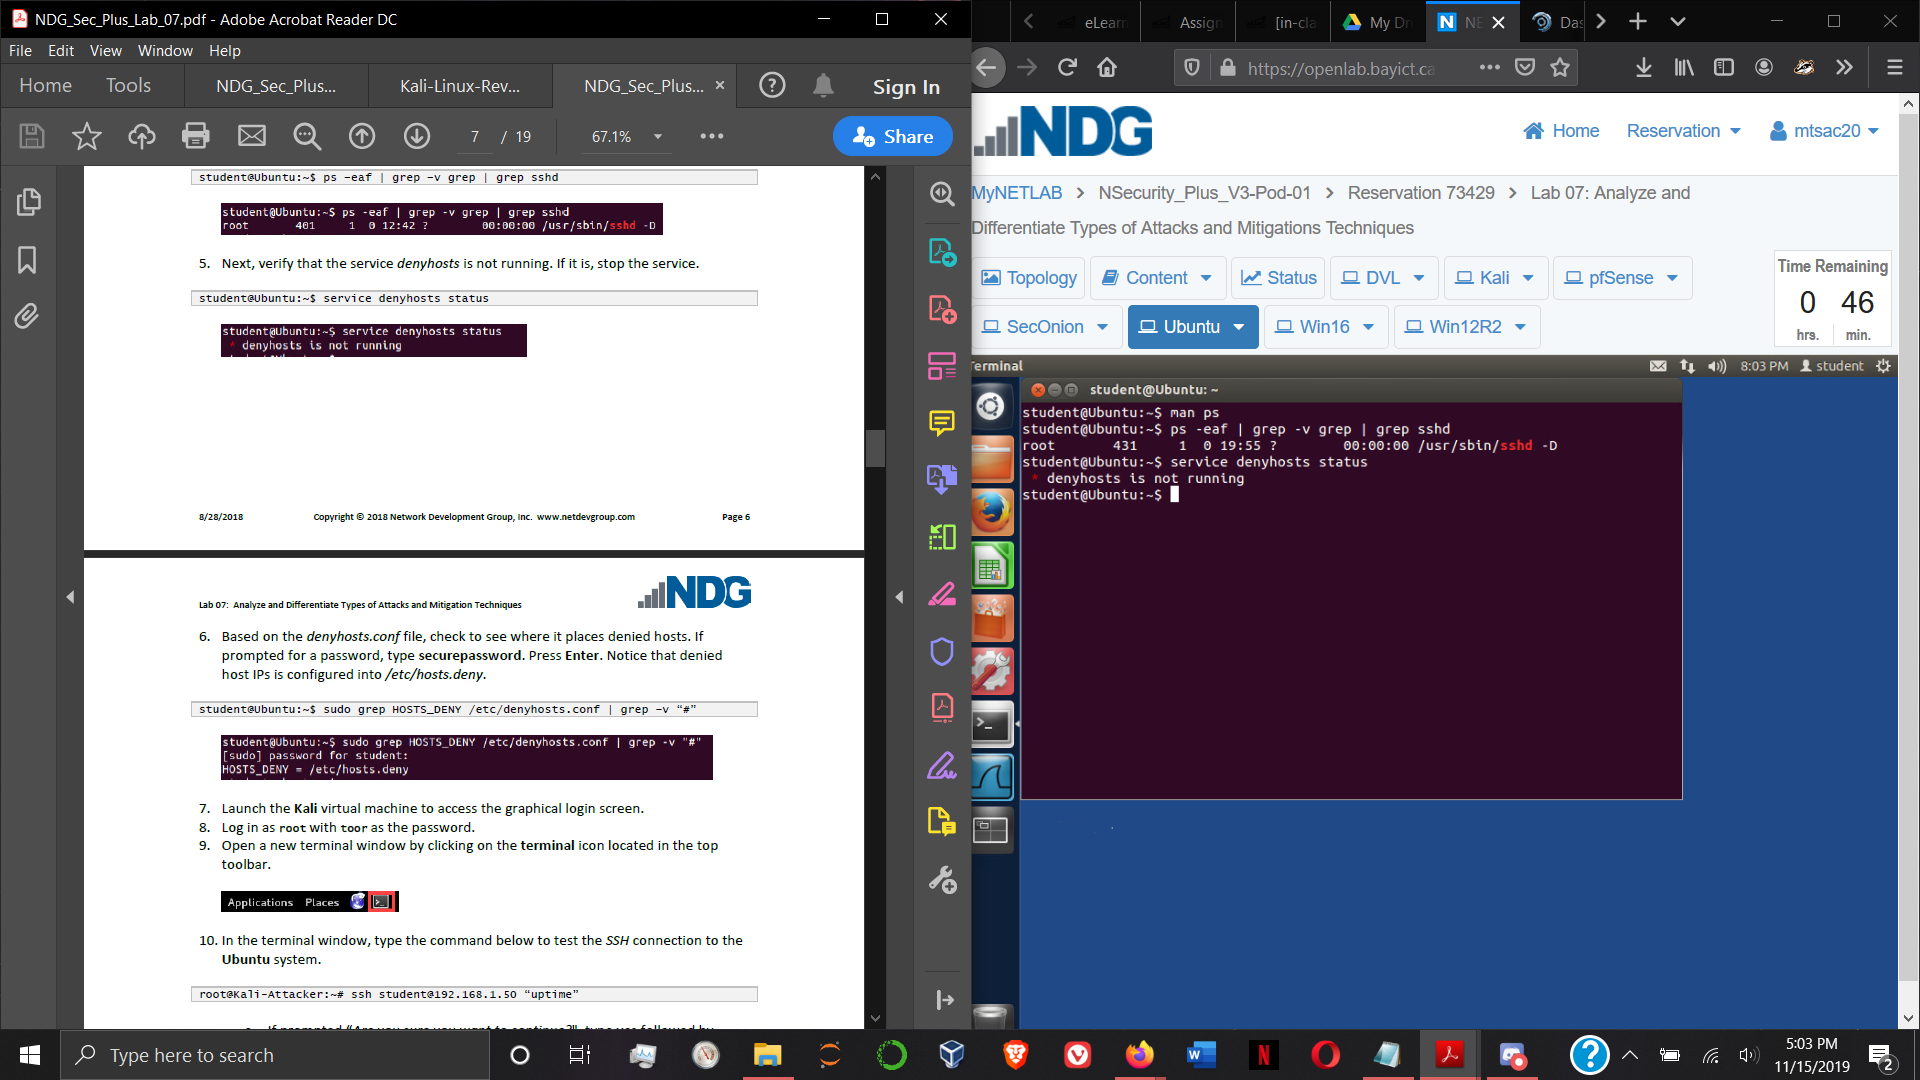 NDG_Sec_Plus_Lab_07.pdf - Adobe Acrobat Reader DC
File Edit View Window Help
Home Tools NDG_Sec_Plus... Kali-Linux-Rev... NDG_Sec_Plus... Sign In
7 / 19 67.1% Share
student@Ubuntu:~$ ps -eaf | grep -v grep | grep sshd
student@Ubuntu:~$ ps -eaf | grep -v grep | grep sshd
root 401 1 0 12:42 ? 00:00:00 /usr/sbin/sshd -D
5. Next, verify that the service denyhosts is not running. If it is, stop the service.
student@Ubuntu:~$ service denyhosts status
student@Ubuntu:~$ service denyhosts status
* denyhosts is not running
8/28/2018 Copyright © 2018 Network Development Group, Inc. www.netdevgroup.com Page 6
NDG
Lab 07: Analyze and Differentiate Types of Attacks and Mitigation Techniques
6. Based on the denyhosts.conf file, check to see where it places denied hosts. If
prompted for a password, type securepassword. Press Enter. Notice that denied
host IPs is configured into /etc/hosts.deny.
student@Ubuntu:~$ sudo grep HOSTS_DENY /etc/denyhosts.conf | grep -v “#”
student@Ubuntu:~$ sudo grep HOSTS_DENY /etc/denyhosts.conf | grep -v "#"
[sudo] password for student:
HOSTS_DENY = /etc/hosts.deny
7. Launch the Kali virtual machine to access the graphical login screen.
8. Log in as root with toor as the password.
9. Open a new terminal window by clicking on the terminal icon located in the top
toolbar.
Applications Places
10. In the terminal window, type the command below to test the SSH connection to the
Ubuntu system.
root@Kali-Attacker:~# ssh student@192.168.1.50 “uptime”
eLearn Assign [in-cla My Dri NE Das
https://openlab.bayict.ca
NDG
Home Reservation mtsac20
MyNETLAB > NSecurity_Plus_V3-Pod-01 > Reservation 73429 > Lab 07: Analyze and
Differentiate Types of Attacks and Mitigations Techniques
Topology Content Status DVL Kali pfSense
SecOnion Ubuntu Win16 Win12R2
Time Remaining
0 46
hrs. min.
Terminal 8:03 PM student
student@Ubuntu: ~
student@Ubuntu:~$ man ps
student@Ubuntu:~$ ps -eaf | grep -v grep | grep sshd
root 431 1 0 19:55 ? 00:00:00 /usr/sbin/sshd -D
student@Ubuntu:~$ service denyhosts status
* denyhosts is not running
student@Ubuntu:~$
Type here to search
5:03 PM
11/15/2019
2